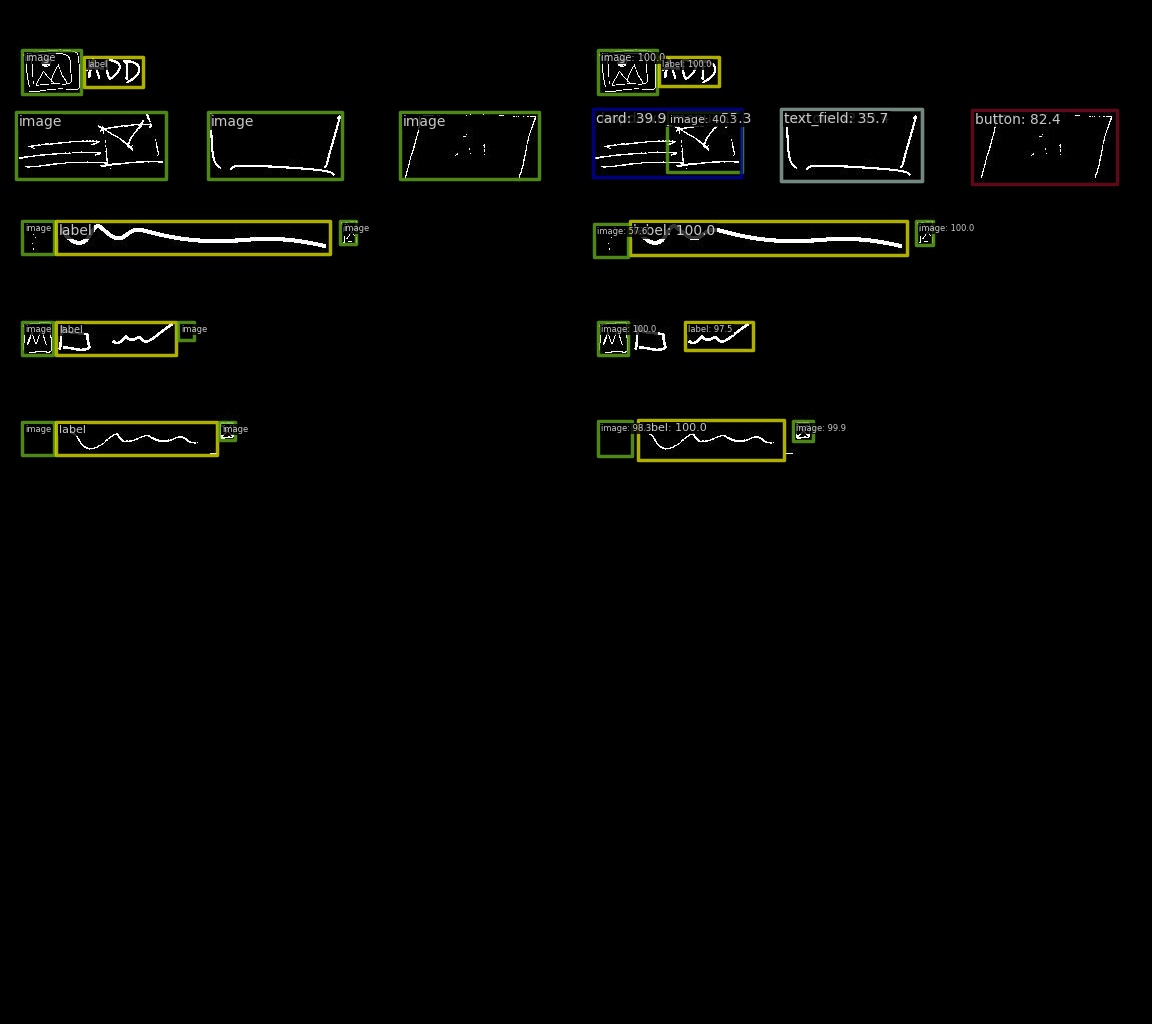 image label image: 100.0 label: 100.0
image image image card: 39.9 image: 40.3 .3 text_field: 35.7 button: 82.4
image label image image: 57.6 label: 100.0 image: 100.0
image label image image: 100.0 label: 97.5
image label image image: 98.3 label: 100.0 image: 99.9